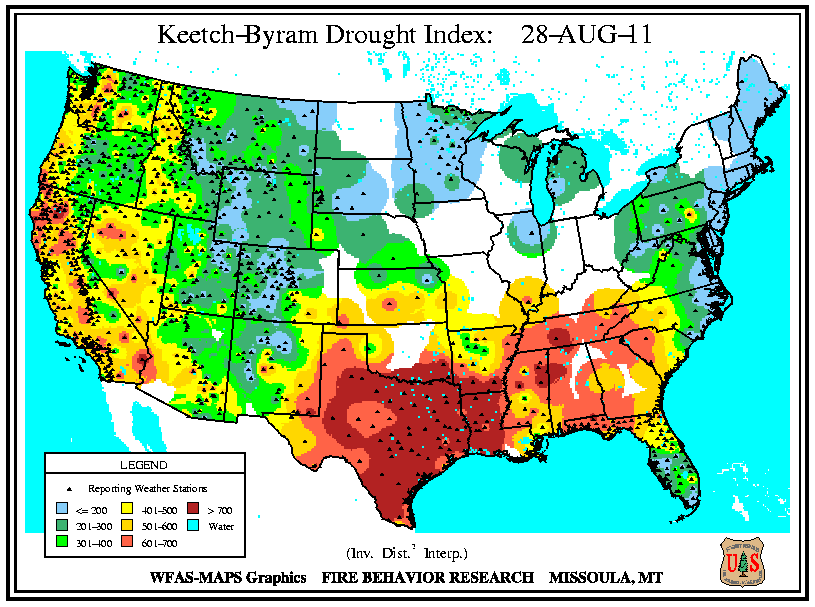 Keetch-Byram Drought Index: 28-AUG-11
LEGEND
Reporting Weather Stations
<= 200
201-300
301-400
401-500
501-600
601-700
> 700
Water
(Inv. Dist.² Interp.)
WFAS-MAPS Graphics FIRE BEHAVIOR RESEARCH MISSOULA, MT
U S